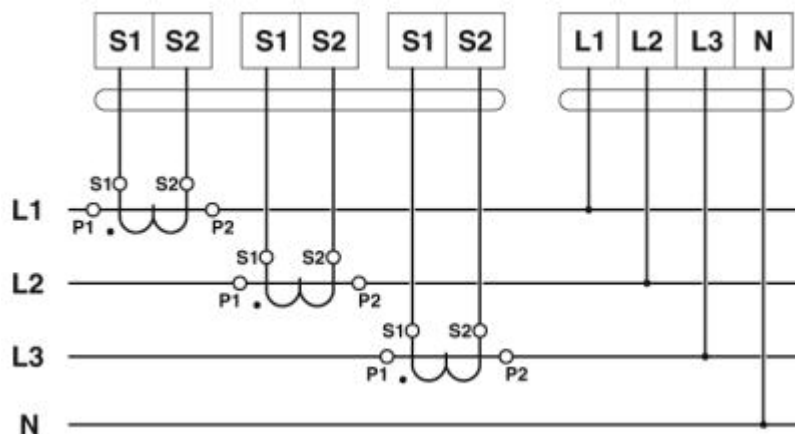 S1 S2 S1 S2 S1 S2 L1 L2 L3 N
S1 S2
L1 P1 P2
S1 S2
L2 P1 P2
S1 S2
L3 P1 P2
N